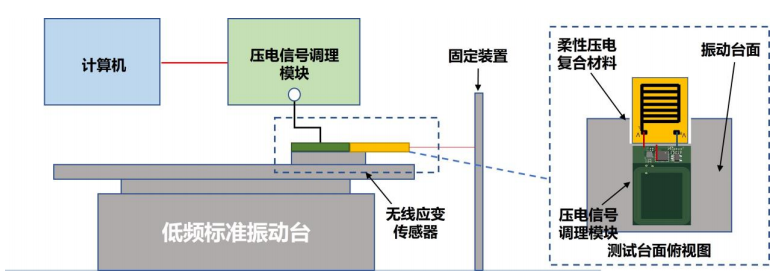 计算机
压电信号调理
模块
固定装置
无线应变
传感器
低频标准振动台
柔性压电
复合材料
振动台面
压电信号
调理模块
测试台面俯视图